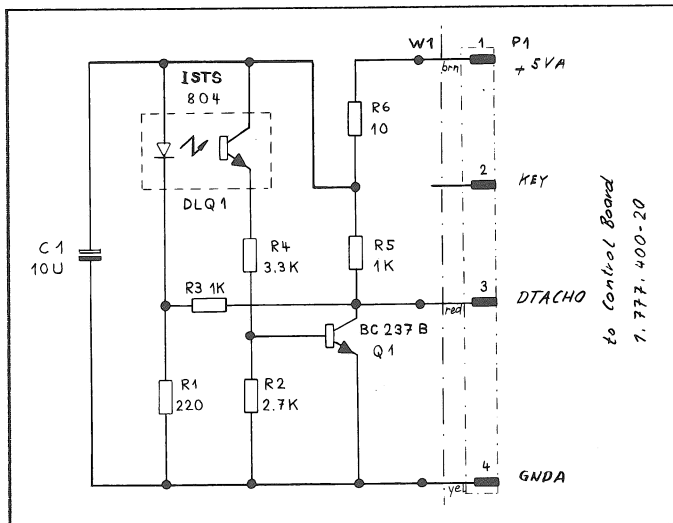 ISTS
804
DLQ1
C1
10U
R4
3.3K
R3 1K
R1
220
R2
2.7K
R6
10
R5
1K
BC 237 B
Q1
W1
1
P1
brn
+5VA
2
KEY
3
DTACHO
red
4
GNDA
yel
to Control Board
1.777.400-20